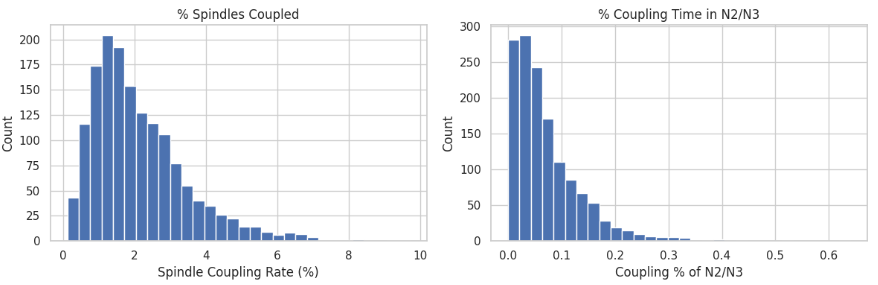 % Spindles Coupled
200
175
150
125
100
75
50
25
0
Count
0 2 4 6 8 10
Spindle Coupling Rate (%)
% Coupling Time in N2/N3
300
250
200
150
100
50
0
Count
0.0 0.1 0.2 0.3 0.4 0.5 0.6
Coupling % of N2/N3